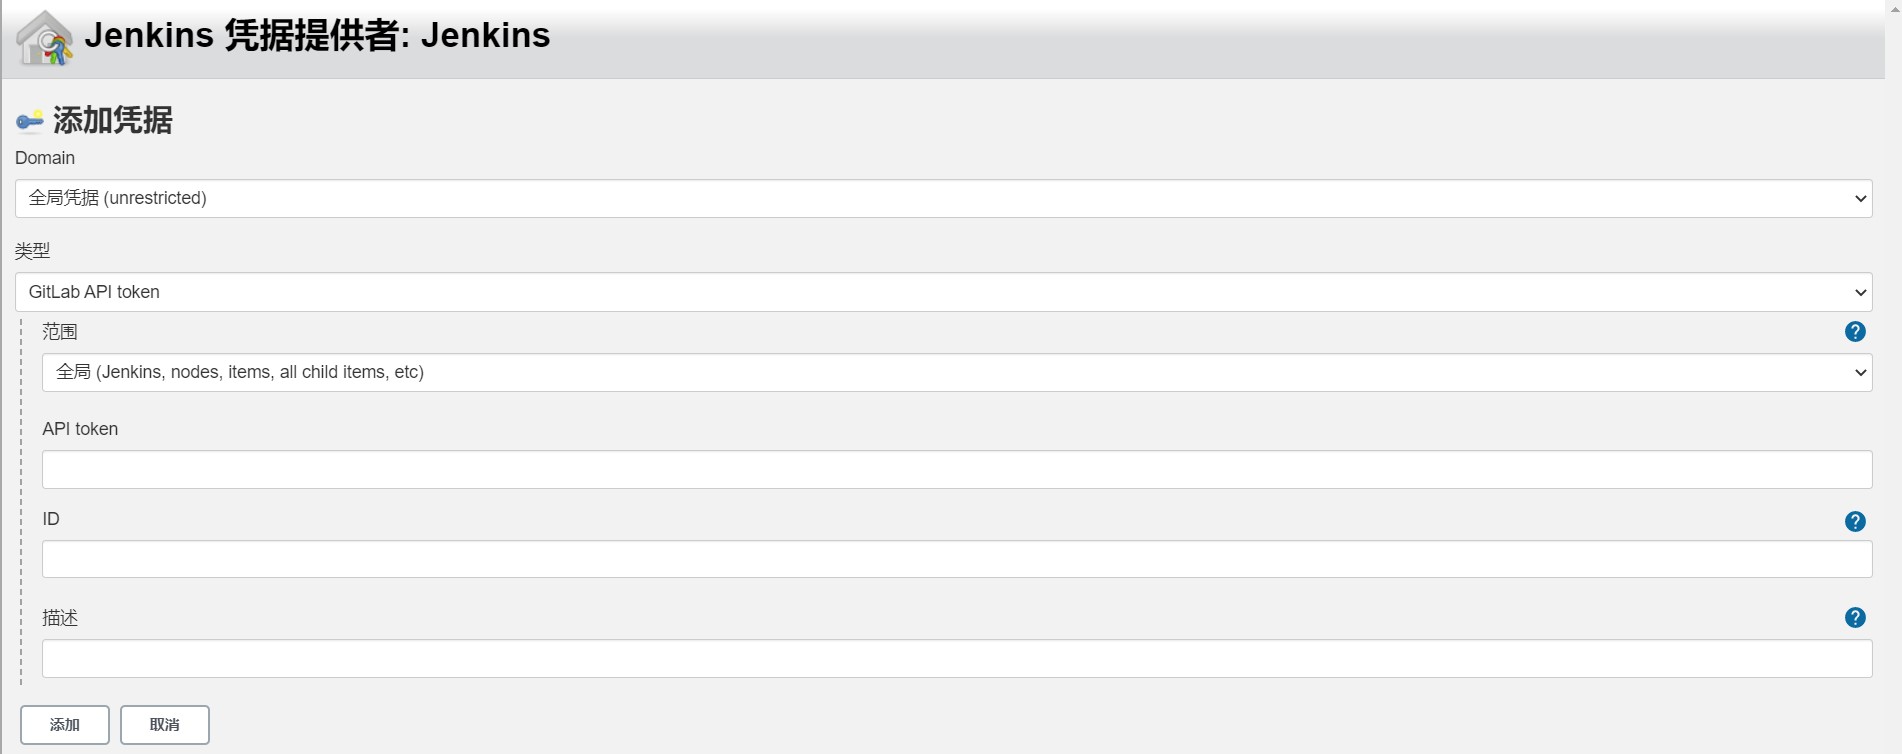 Jenkins 凭据提供者: Jenkins
添加凭据
Domain
全局凭据 (unrestricted)
类型
GitLab API token
范围
?
全局 (Jenkins, nodes, items, all child items, etc)
API token
ID
?
描述
?
添加 取消